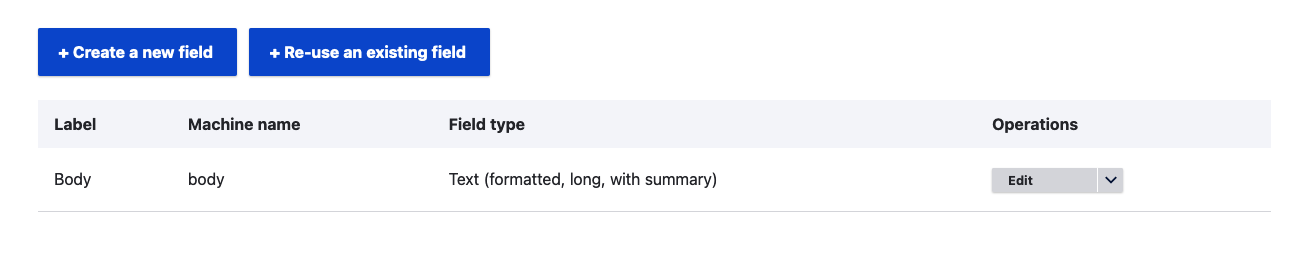 + Create a new field + Re-use an existing field
Label Machine name Field type Operations
Body body Text (formatted, long, with summary) Edit